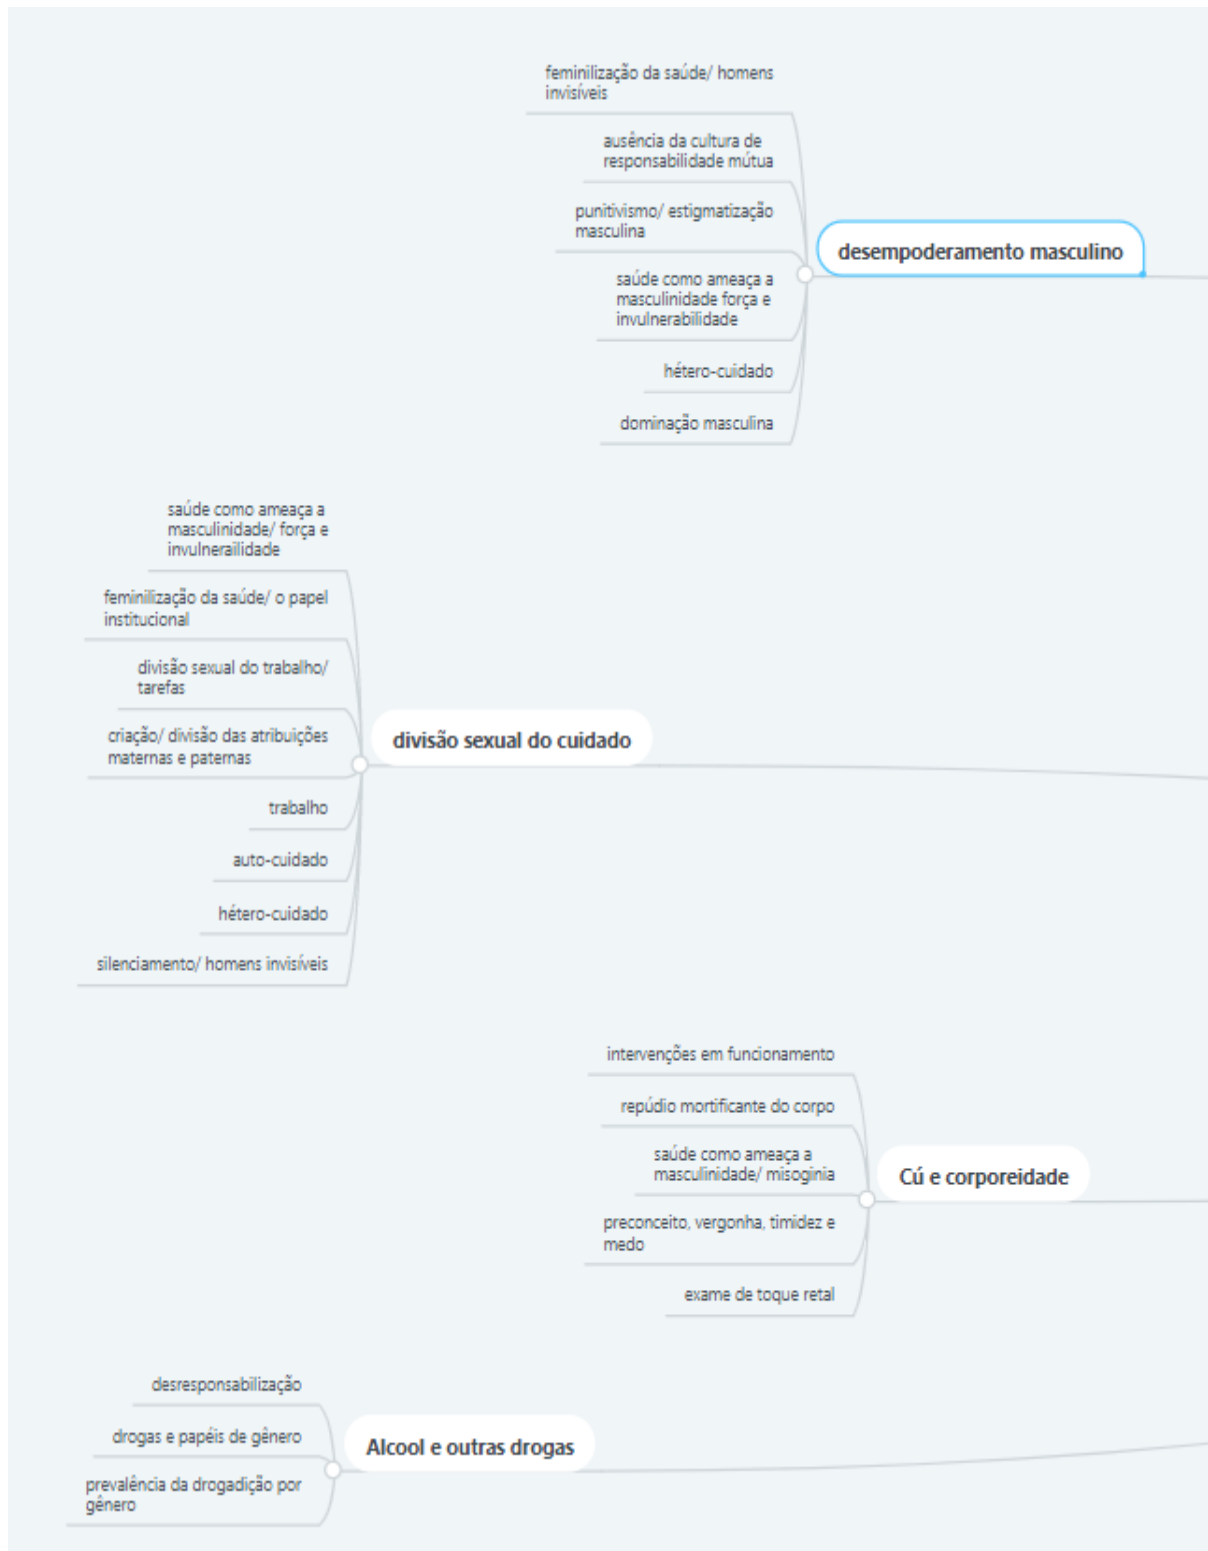 feminilização da saúde/ homens
invisíveis
ausência da cultura de
responsabilidade mútua
punitivismo/ estigmatização
masculina
saúde como ameaça a
masculinidade força e
invulnerabilidade
hétero-cuidado
dominação masculina
desempoderamento masculino
saúde como ameaça a
masculinidade/ força e
invulnerailidade
feminilização da saúde/ o papel
institucional
divisão sexual do trabalho/
tarefas
criação/ divisão das atribuições
maternas e paternas
trabalho
auto-cuidado
hétero-cuidado
silenciamento/ homens invisíveis
divisão sexual do cuidado
intervenções em funcionamento
repúdio mortificante do corpo
saúde como ameaça a
masculinidade/ misoginia
preconceito, vergonha, timidez e
medo
exame de toque retal
Cú e corporeidade
desresponsabilização
drogas e papéis de gênero
prevalência da drogadição por
gênero
Alcool e outras drogas